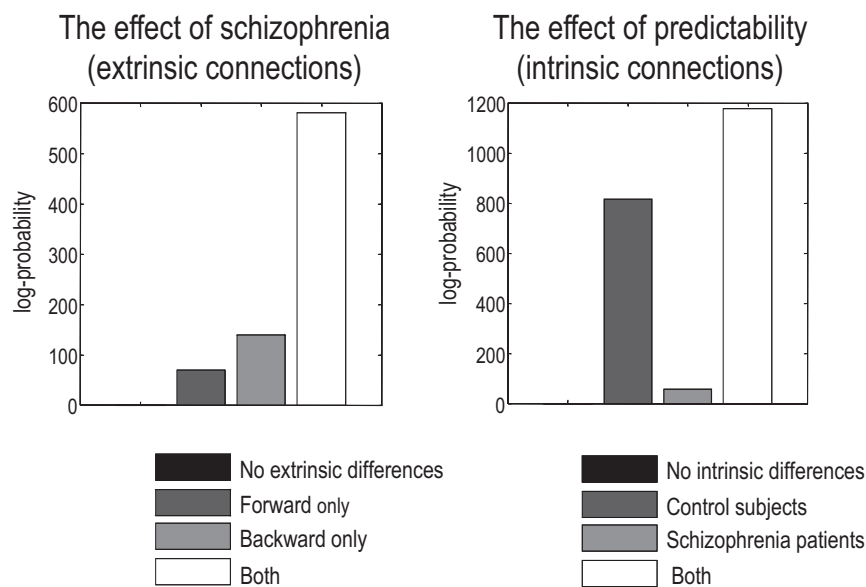 The effect of schizophrenia
(extrinsic connections)
600
500
400
300
200
100
0
log-probability
No extrinsic differences
Forward only
Backward only
Both
The effect of predictability
(intrinsic connections)
1200
1000
800
600
400
200
0
log-probability
No intrinsic differences
Control subjects
Schizophrenia patients
Both